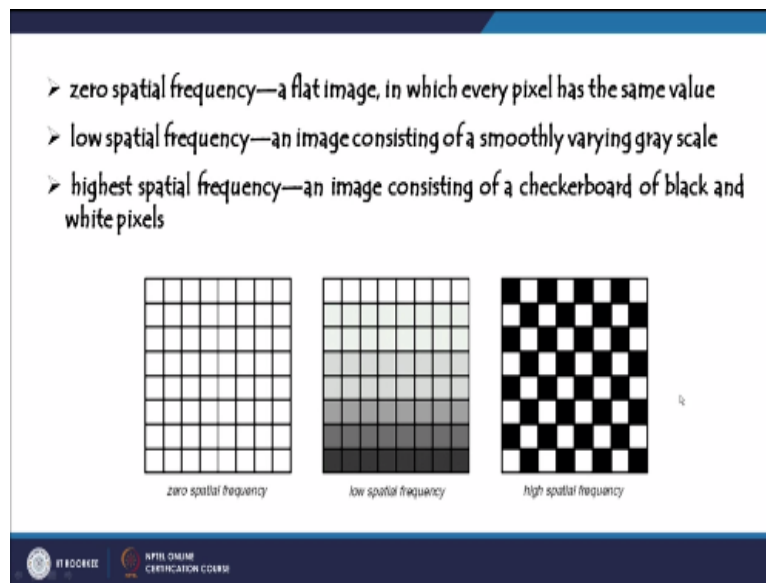 ➤ zero spatial frequency—a flat image, in which every pixel has the same value
➤ low spatial frequency—an image consisting of a smoothly varying gray scale
➤ highest spatial frequency—an image consisting of a checkerboard of black and
white pixels
zero spatial frequency
low spatial frequency
high spatial frequency
IIT ROORKEE
NPTEL ONLINE
CERTIFICATION COURSE